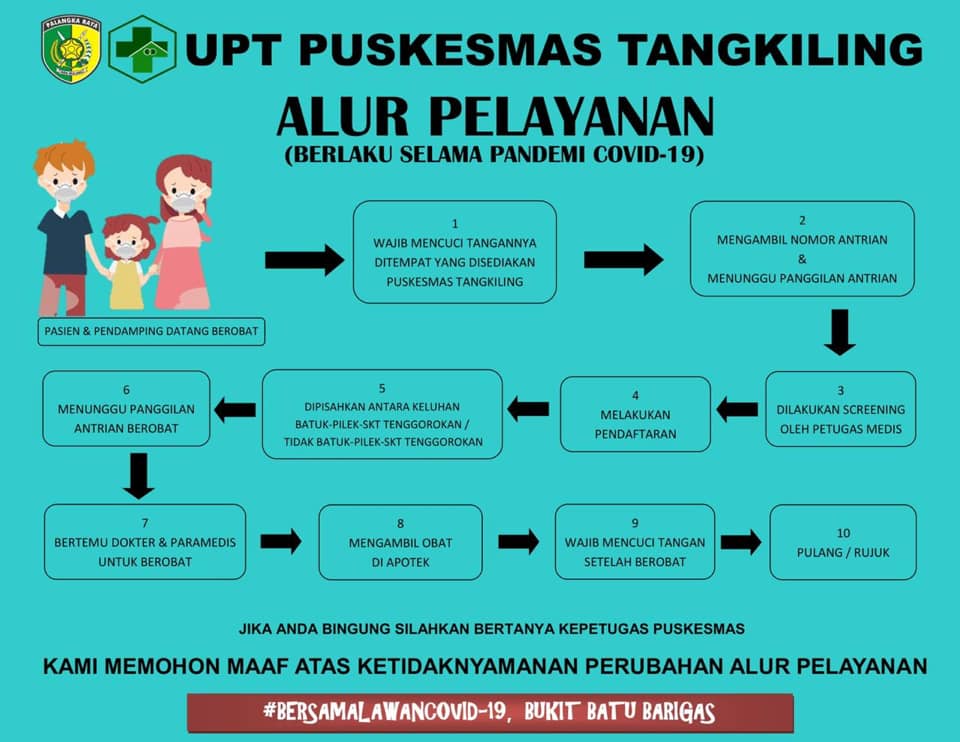 PALANGKA RAYA
UPT PUSKESMAS TANGKILING
ALUR PELAYANAN
(BERLAKU SELAMA PANDEMI COVID-19)
PASIEN & PENDAMPING DATANG BEROBAT
1
WAJIB MENCUCI TANGANNYA
DITEMPAT YANG DISEDIAKAN
PUSKESMAS TANGKILING
2
MENGAMBIL NOMOR ANTRIAN
&
MENUNGGU PANGGILAN ANTRIAN
3
DILAKUKAN SCREENING
OLEH PETUGAS MEDIS
4
MELAKUKAN
PENDAFTARAN
5
DIPISAHKAN ANTARA KELUHAN
BATUK-PILEK-SKT TENGGOROKAN /
TIDAK BATUK-PILEK-SKT TENGGOROKAN
6
MENUNGGU PANGGILAN
ANTRIAN BEROBAT
7
BERTEMU DOKTER & PARAMEDIS
UNTUK BEROBAT
8
MENGAMBIL OBAT
DI APOTEK
9
WAJIB MENCUCI TANGAN
SETELAH BEROBAT
10
PULANG / RUJUK
JIKA ANDA BINGUNG SILAHKAN BERTANYA KEPETUGAS PUSKESMAS
KAMI MEMOHON MAAF ATAS KETIDAKNYAMANAN PERUBAHAN ALUR PELAYANAN
#BERSAMALAWANCOVID-19, BUKIT BATU BARIGAS